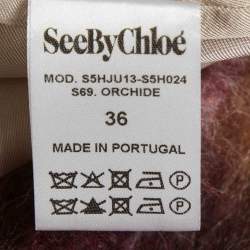 SeeByChloé
MOD. S5HJU13-S5H024
S69. ORCHIDE
36
MADE IN PORTUGAL
P
P